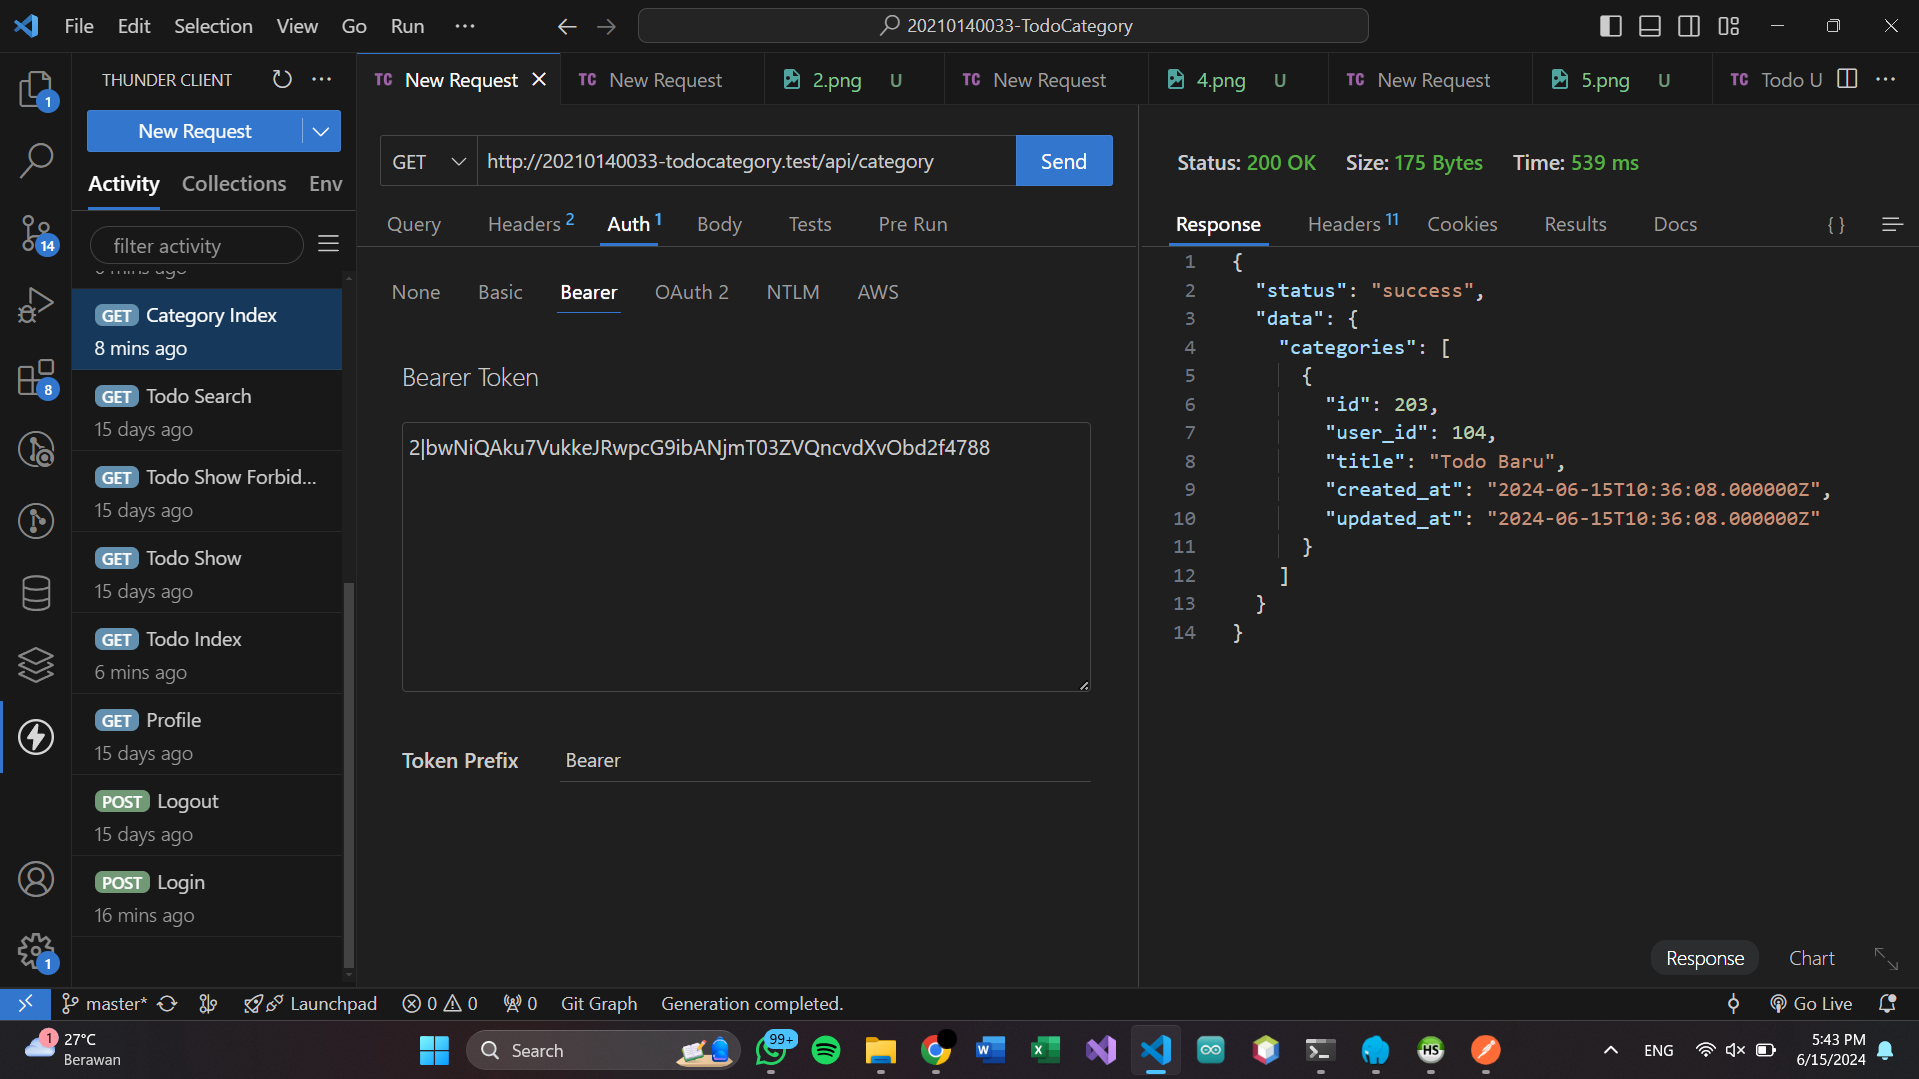 File Edit Selection View Go Run ··· 20210140033-TodoCategory
THUNDER CLIENT ···
TC New Request TC New Request 2.png U TC New Request 4.png U TC New Request 5.png U TC Todo U ···
New Request
Activity Collections Env
filter activity
GET Category Index
8 mins ago
GET Todo Search
15 days ago
GET Todo Show Forbid...
15 days ago
GET Todo Show
15 days ago
GET Todo Index
6 mins ago
GET Profile
15 days ago
POST Logout
15 days ago
POST Login
16 mins ago
1
14
8
1
GET http://20210140033-todocategory.test/api/category Send
Query Headers 2 Auth 1 Body Tests Pre Run
None Basic Bearer OAuth 2 NTLM AWS
Bearer Token
2|bwNiQAku7VukkeJRwpcG9ibANjmT03ZVQncvdXvObd2f4788
Token Prefix Bearer
Status: 200 OK Size: 175 Bytes Time: 539 ms
Response Headers 11 Cookies Results Docs { }
1 {
2 "status": "success",
3 "data": {
4 "categories": [
5 {
6 "id": 203,
7 "user_id": 104,
8 "title": "Todo Baru",
9 "created_at": "2024-06-15T10:36:08.000000Z",
10 "updated_at": "2024-06-15T10:36:08.000000Z"
11 }
12 ]
13 }
14 }
Response Chart
master* Launchpad 0 0 0 Git Graph Generation completed. Go Live
1 27°C
Berawan
Search
99+
HS
ENG
5:43 PM
6/15/2024